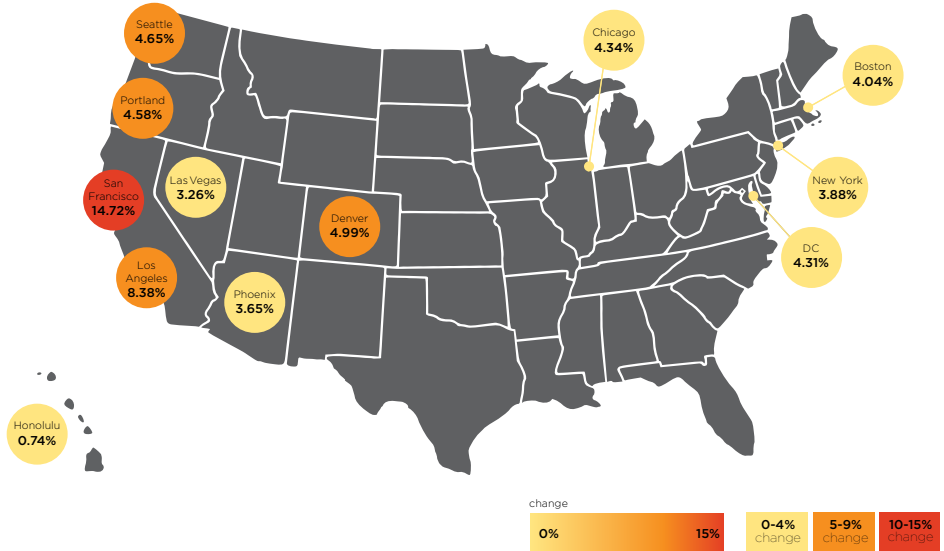 Seattle
4.65%
Portland
4.58%
San
Francisco
14.72%
Las Vegas
3.26%
Los
Angeles
8.38%
Denver
4.99%
Phoenix
3.65%
Chicago
4.34%
Boston
4.04%
New York
3.88%
DC
4.31%
Honolulu
0.74%
change
0%
15%
0-4%
change
5-9%
change
10-15%
change